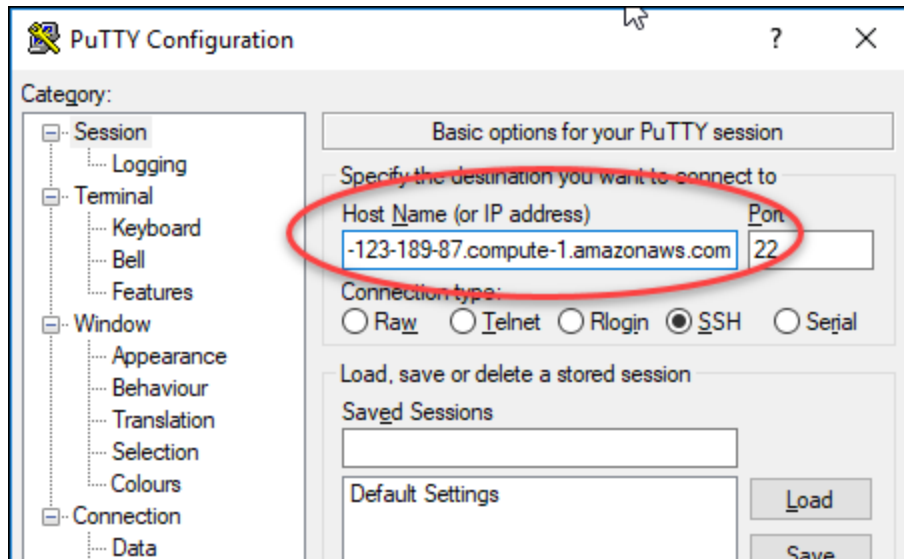 PuTTY Configuration ? ×
Category:
Session
Logging
Terminal
Keyboard
Bell
Features
Window
Appearance
Behaviour
Translation
Selection
Colours
Connection
Data
Basic options for your PuTTY session
Specify the destination you want to connect to
Host Name (or IP address) Port
-123-189-87.compute-1.amazonaws.com 22
Connection type:
Raw Telnet Rlogin SSH Serial
Load, save or delete a stored session
Saved Sessions
Default Settings
Load
Save